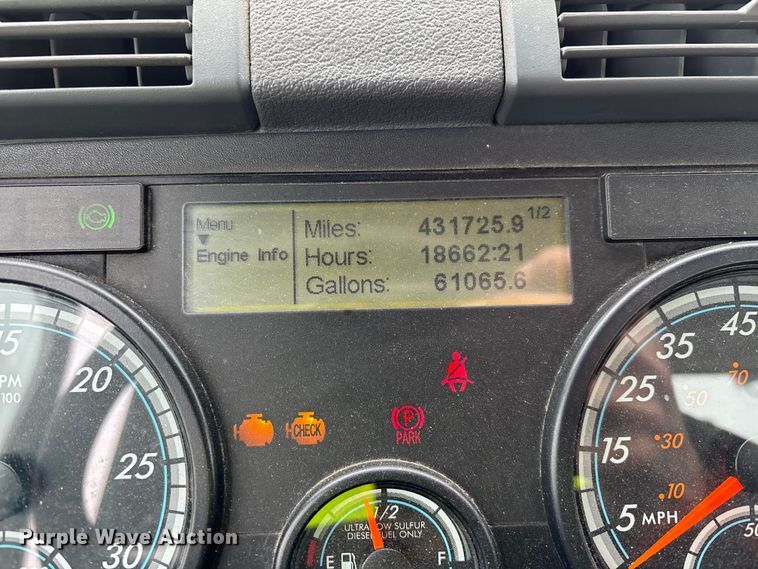 Menu
Engine Info
Miles: 431725.9 1/2
Hours: 18662:21
Gallons: 61065.6
15
20
25
30
PM
100
CHECK
P
PARK
1/2
ULTRA LOW SULFUR
DIESEL FUEL ONLY
E
F
45
35
25
15
5 MPH
70
50
30
10
50
Purple Wave Auction